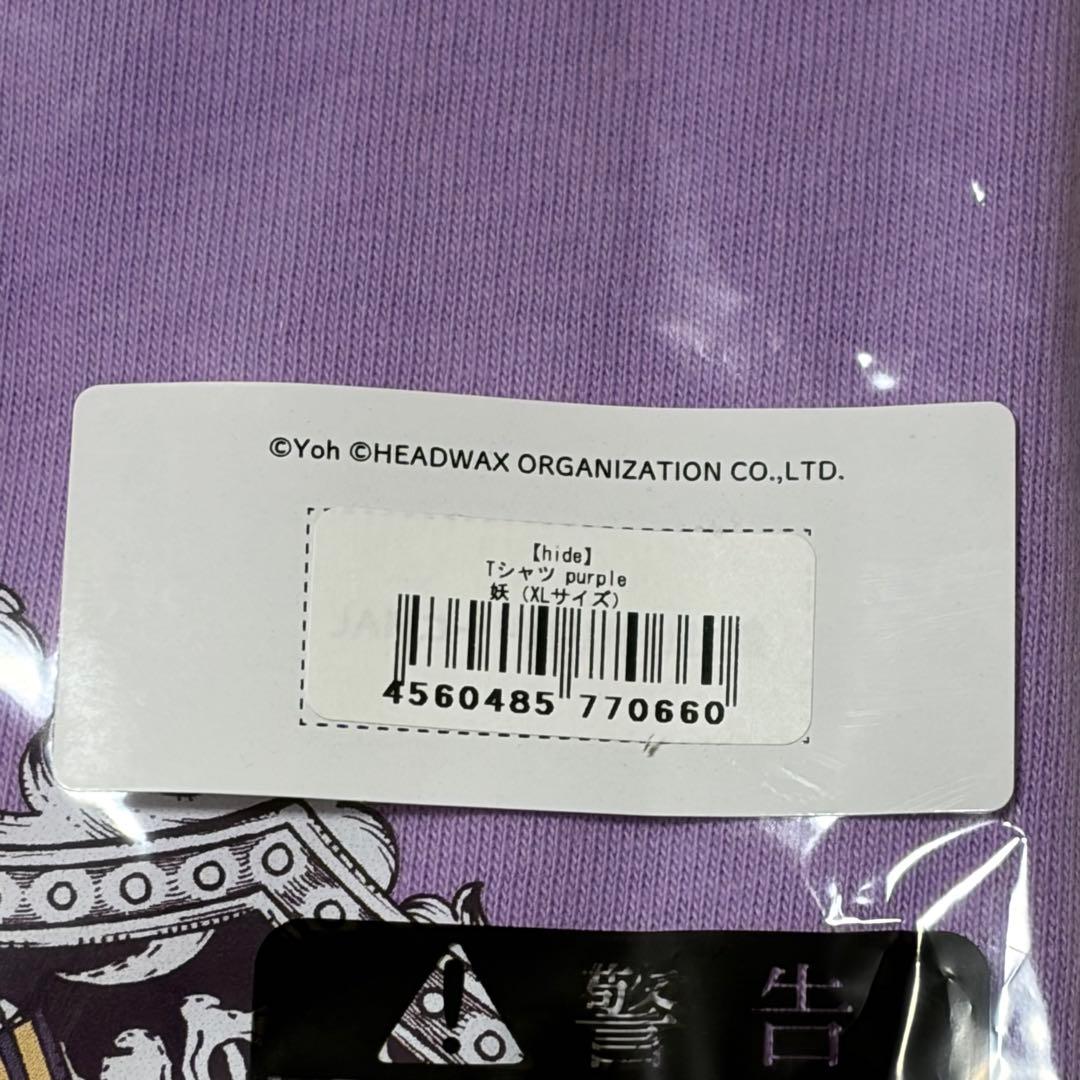 ©Yoh ©HEADWAX ORGANIZATION CO.,LTD.
【hide】
Tシャツ purple
妖（XLサイズ）
4560485 770660
警告